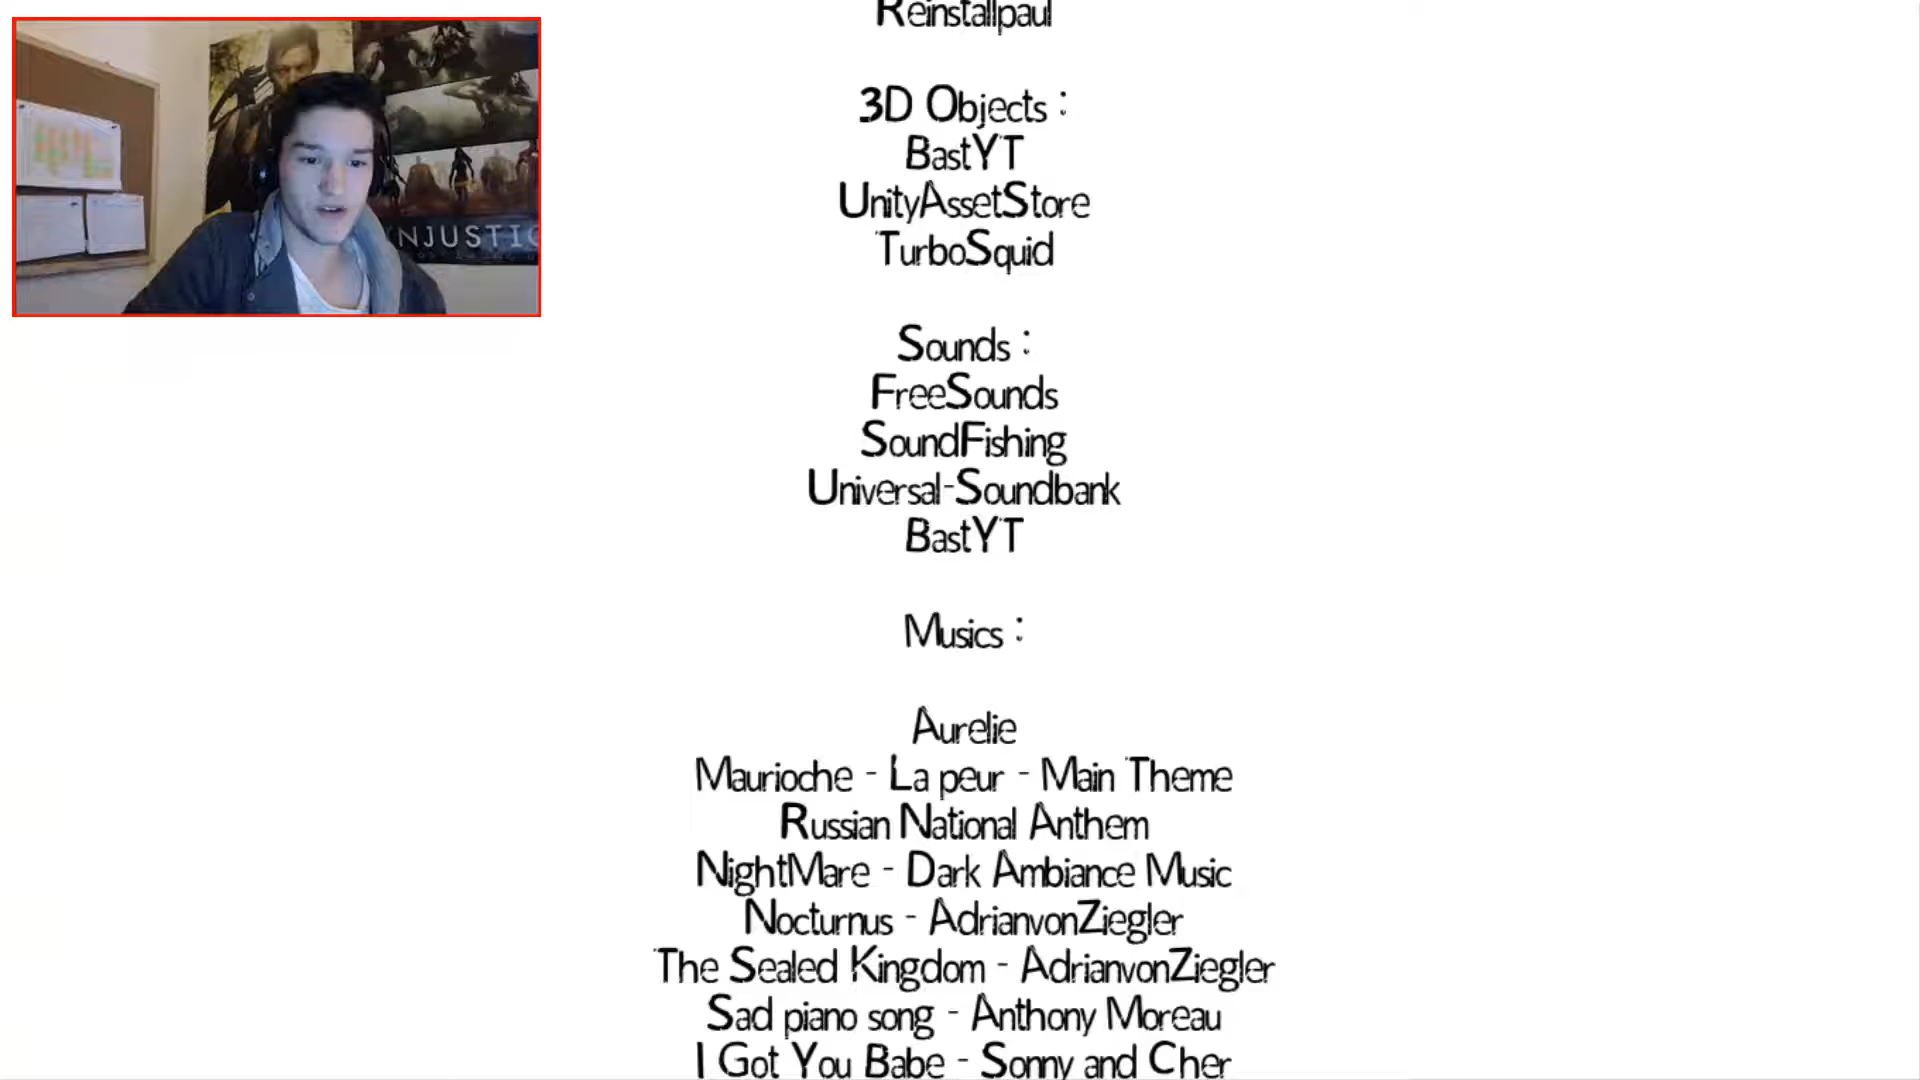 Reinstallpaul
3D Objects :
BastYT
UnityAssetStore
TurboSquid
Sounds :
FreeSounds
SoundFishing
Universal-Soundbank
BastYT
Musics :
Aurelie
Maurioche - La peur - Main Theme
Russian National Anthem
NightMare - Dark Ambiance Music
Nocturnus - AdrianvonZiegler
The Sealed Kingdom - AdrianvonZiegler
Sad piano song - Anthony Moreau
I Got You Babe - Sonny and Cher
NJUSTIC